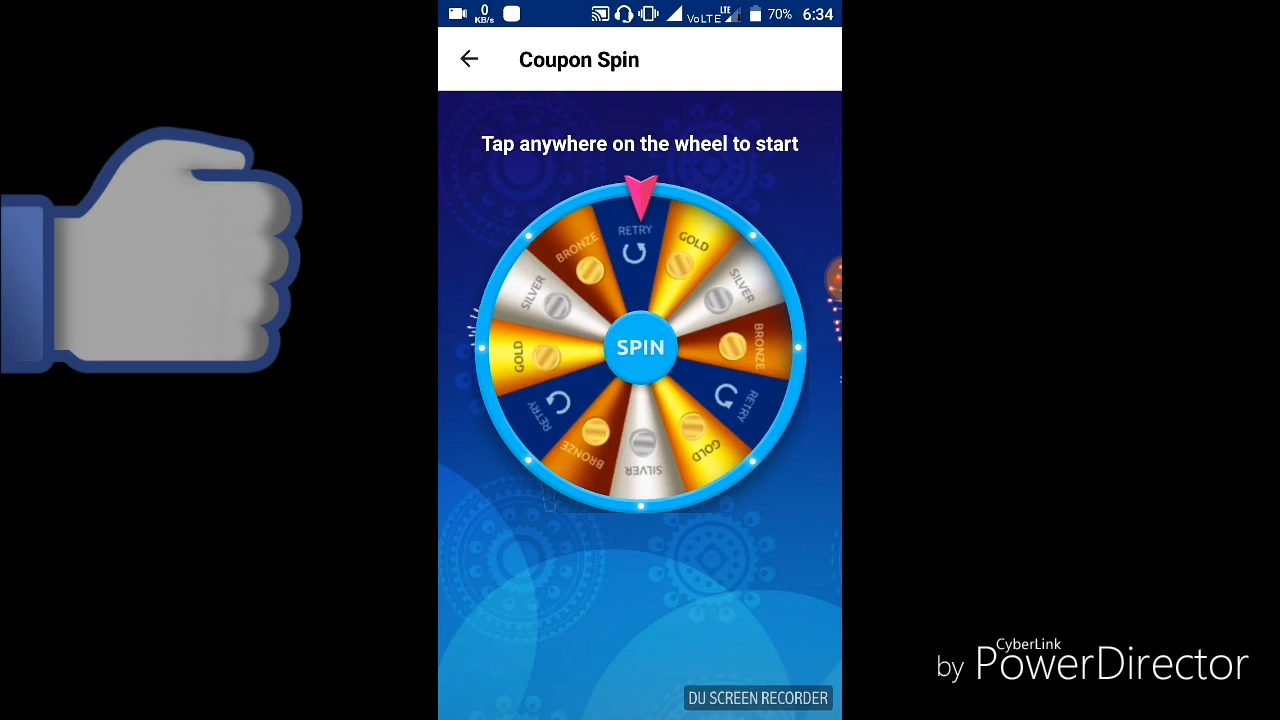 0
KB/s
VoLTE
LTE
70%
6:34
Coupon Spin
Tap anywhere on the wheel to start
RETRY
GOLD
SILVER
BRONZE
RETRY
GOLD
SILVER
BRONZE
RETRY
GOLD
SILVER
BRONZE
SPIN
CyberLink
by PowerDirector
DU SCREEN RECORDER